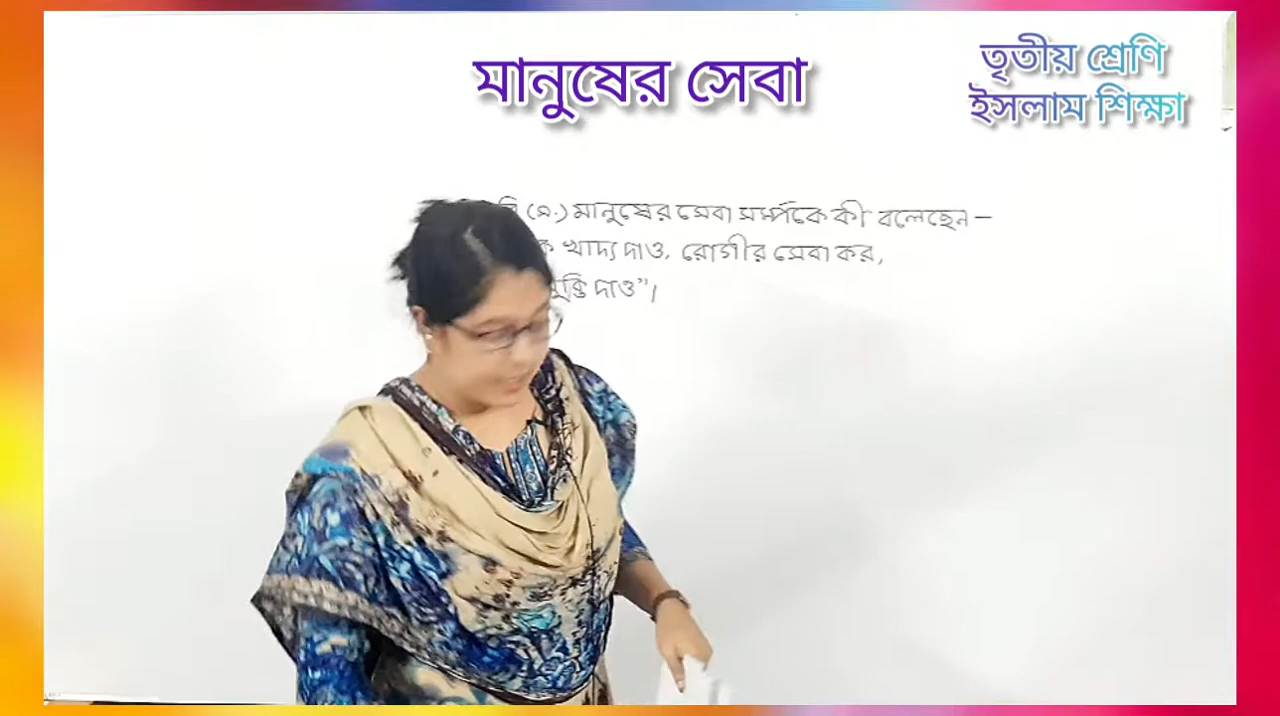 মানুষের সেবা
তৃতীয় শ্রেণি
ইসলাম শিক্ষা
(স.) মানুষের সেবা সম্পর্কে কী বলেছেন –
খাদ্য দাও, রোগীর সেবা কর,
দাও”।